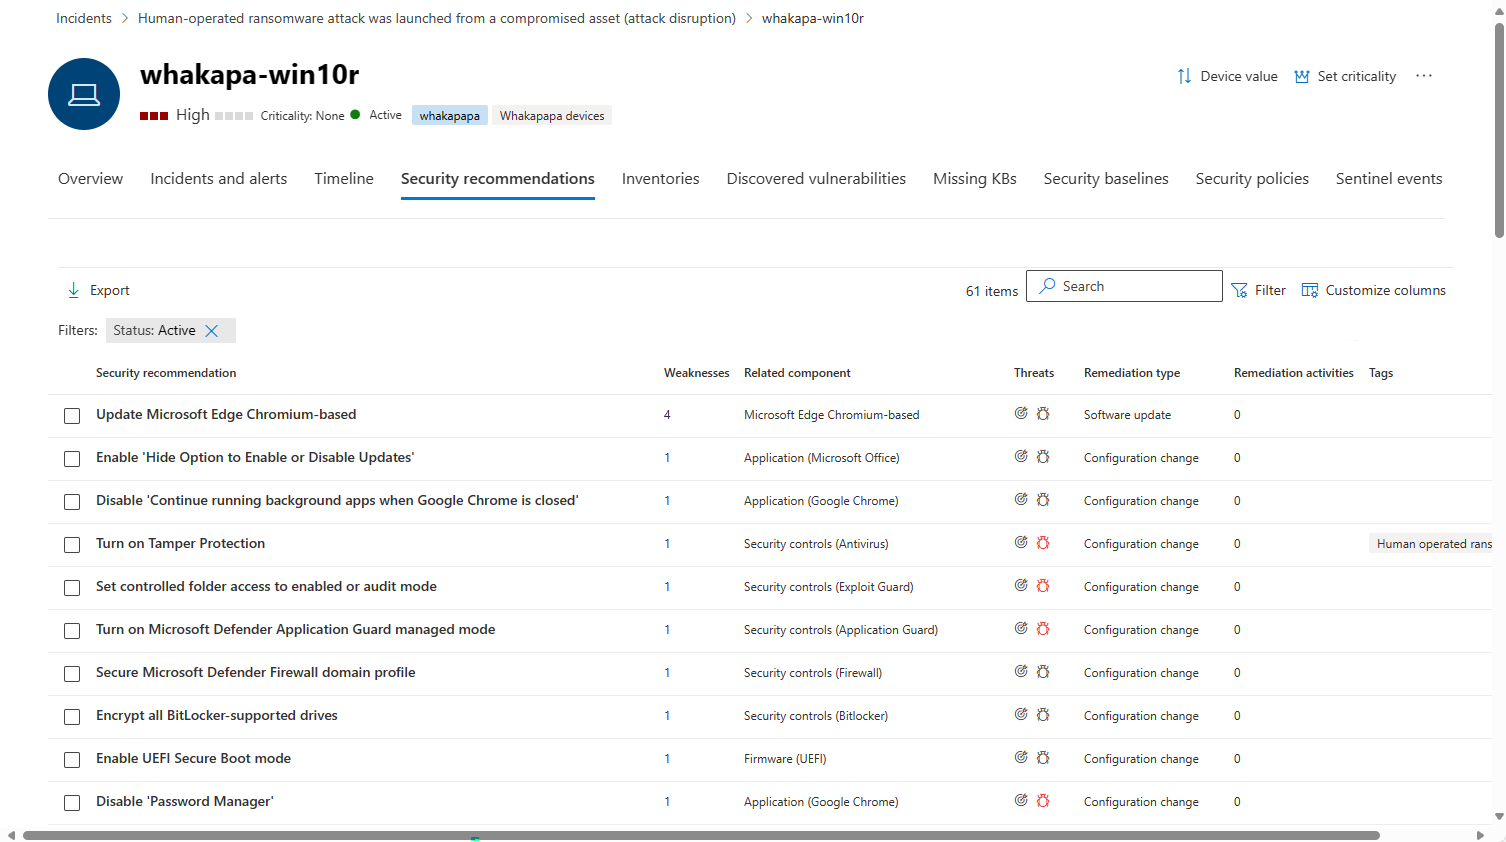 Incidents > Human-operated ransomware attack was launched from a compromised asset (attack disruption) > whakapa-win10r
whakapa-win10r
Device value Set criticality ...
High Criticality: None Active whakapapa Whakapapa devices
Overview Incidents and alerts Timeline Security recommendations Inventories Discovered vulnerabilities Missing KBs Security baselines Security policies Sentinel events
Export 61 items Search Filter Customize columns
Filters: Status: Active
Security recommendation Weaknesses Related component Threats Remediation type Remediation activities Tags
Update Microsoft Edge Chromium-based 4 Microsoft Edge Chromium-based Software update 0
Enable 'Hide Option to Enable or Disable Updates' 1 Application (Microsoft Office) Configuration change 0
Disable 'Continue running background apps when Google Chrome is closed' 1 Application (Google Chrome) Configuration change 0
Turn on Tamper Protection 1 Security controls (Antivirus) Configuration change 0 Human operated rans
Set controlled folder access to enabled or audit mode 1 Security controls (Exploit Guard) Configuration change 0
Turn on Microsoft Defender Application Guard managed mode 1 Security controls (Application Guard) Configuration change 0
Secure Microsoft Defender Firewall domain profile 1 Security controls (Firewall) Configuration change 0
Encrypt all BitLocker-supported drives 1 Security controls (Bitlocker) Configuration change 0
Enable UEFI Secure Boot mode 1 Firmware (UEFI) Configuration change 0
Disable 'Password Manager' 1 Application (Google Chrome) Configuration change 0